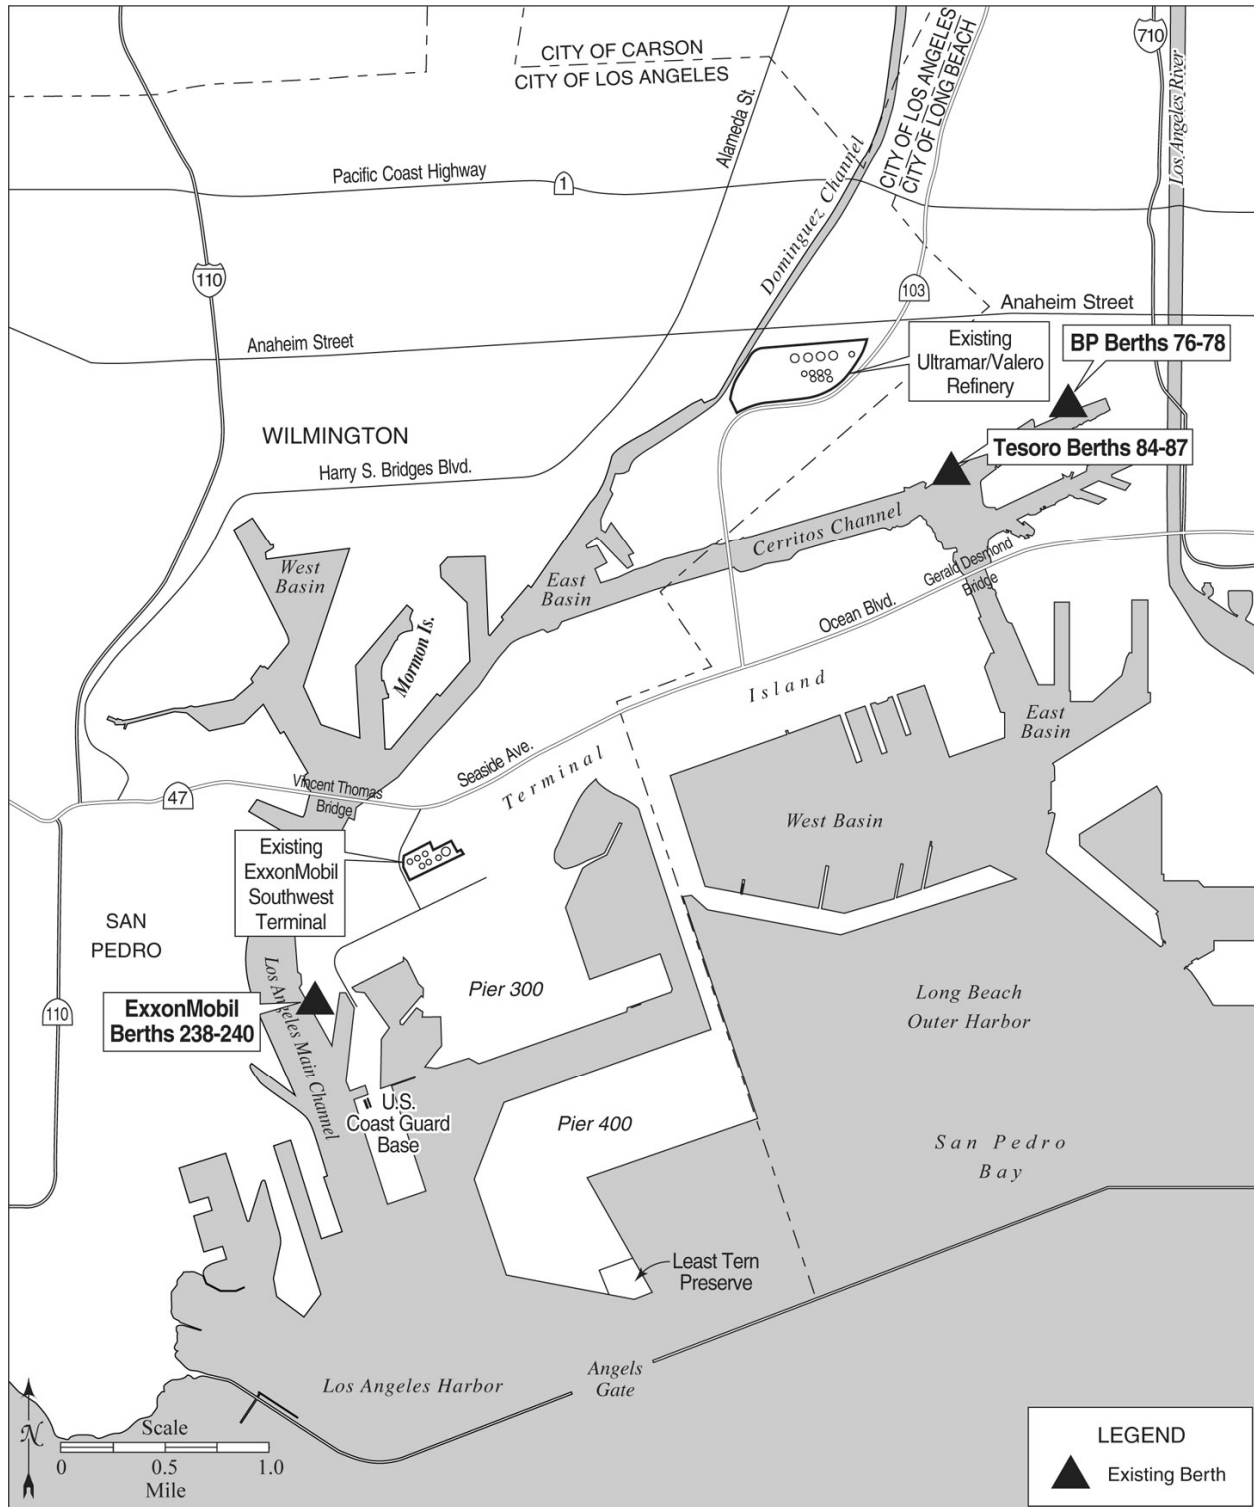 CITY OF CARSON
CITY OF LOS ANGELES
CITY OF LOS ANGELES
CITY OF LONG BEACH
710
Los Angeles River
Alameda St.
Pacific Coast Highway
1
Dominguez Channel
110
103
Anaheim Street
Anaheim Street
Existing
Ultramar/Valero
Refinery
BP Berths 76-78
WILMINGTON
Tesoro Berths 84-87
Harry S. Bridges Blvd.
Cerritos Channel
West
Basin
East
Basin
Gerald Desmond
Bridge
Ocean Blvd.
Mormon Is.
Island
East
Basin
Seaside Ave.
Terminal
Vincent Thomas
Bridge
47
West Basin
Existing
ExxonMobil
Southwest
Terminal
SAN
PEDRO
Los Angeles Main Channel
Pier 300
Long Beach
Outer Harbor
ExxonMobil
Berths 238-240
110
U.S.
Coast Guard
Base
Pier 400
San Pedro
Bay
Least Tern
Preserve
Angels
Gate
Los Angeles Harbor
N
Scale
0 0.5 1.0
Mile
LEGEND
Existing Berth